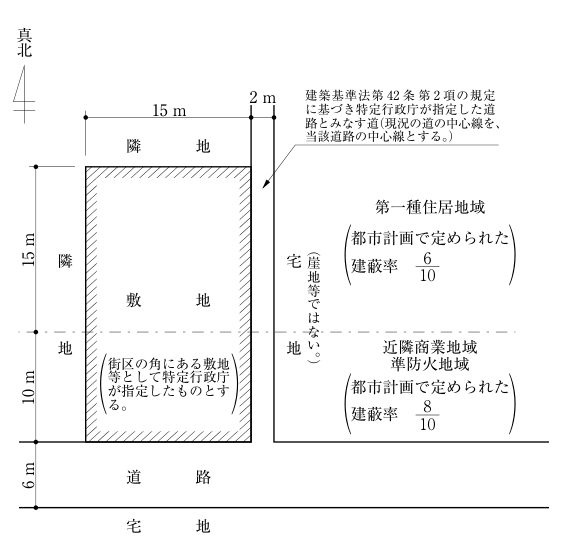 真
北
2 m
15 m
建築基準法第 42 条 第 2 項の規定
に基づき特定行政庁が指定した道
路とみなす道(現況の道の中心線を、
当該道路の中心線とする。)
隣 地
第一種住居地域
都市計画で定められた
建蔽率 6/10
15 m
隣 地
敷 地
宅 地
(崖地等ではない。)
近隣商業地域
準防火地域
都市計画で定められた
建蔽率 8/10
10 m
(街区の角にある敷地
等として特定行政庁
が指定したものとす
る。)
6 m
道 路
宅 地